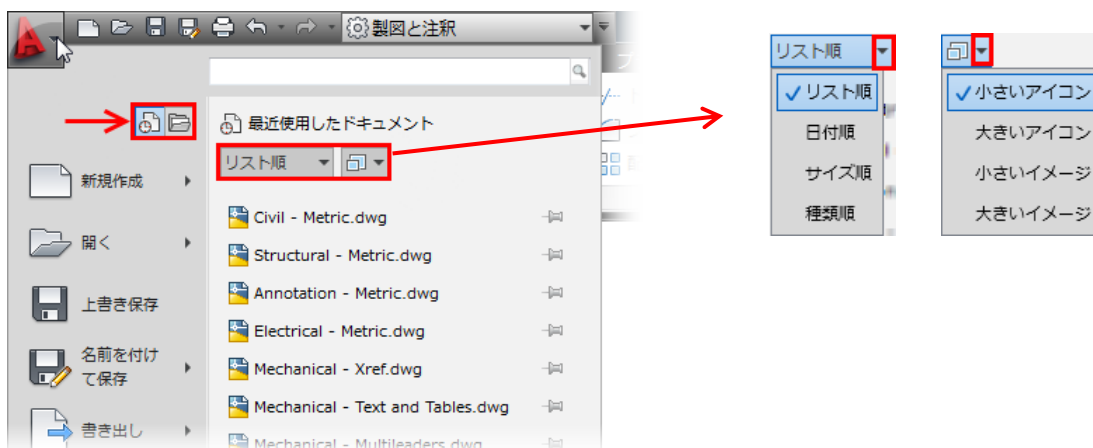 製図と注釈
最近使用したドキュメント
リスト順
新規作成
開く
上書き保存
名前を付け
て保存
書き出し
Civil - Metric.dwg
Structural - Metric.dwg
Annotation - Metric.dwg
Electrical - Metric.dwg
Mechanical - Xref.dwg
Mechanical - Text and Tables.dwg
Mechanical - Multileaders.dwg
リスト順
リスト順
日付順
サイズ順
種類順
小さいアイコン
大きいアイコン
小さいイメージ
大きいイメージ